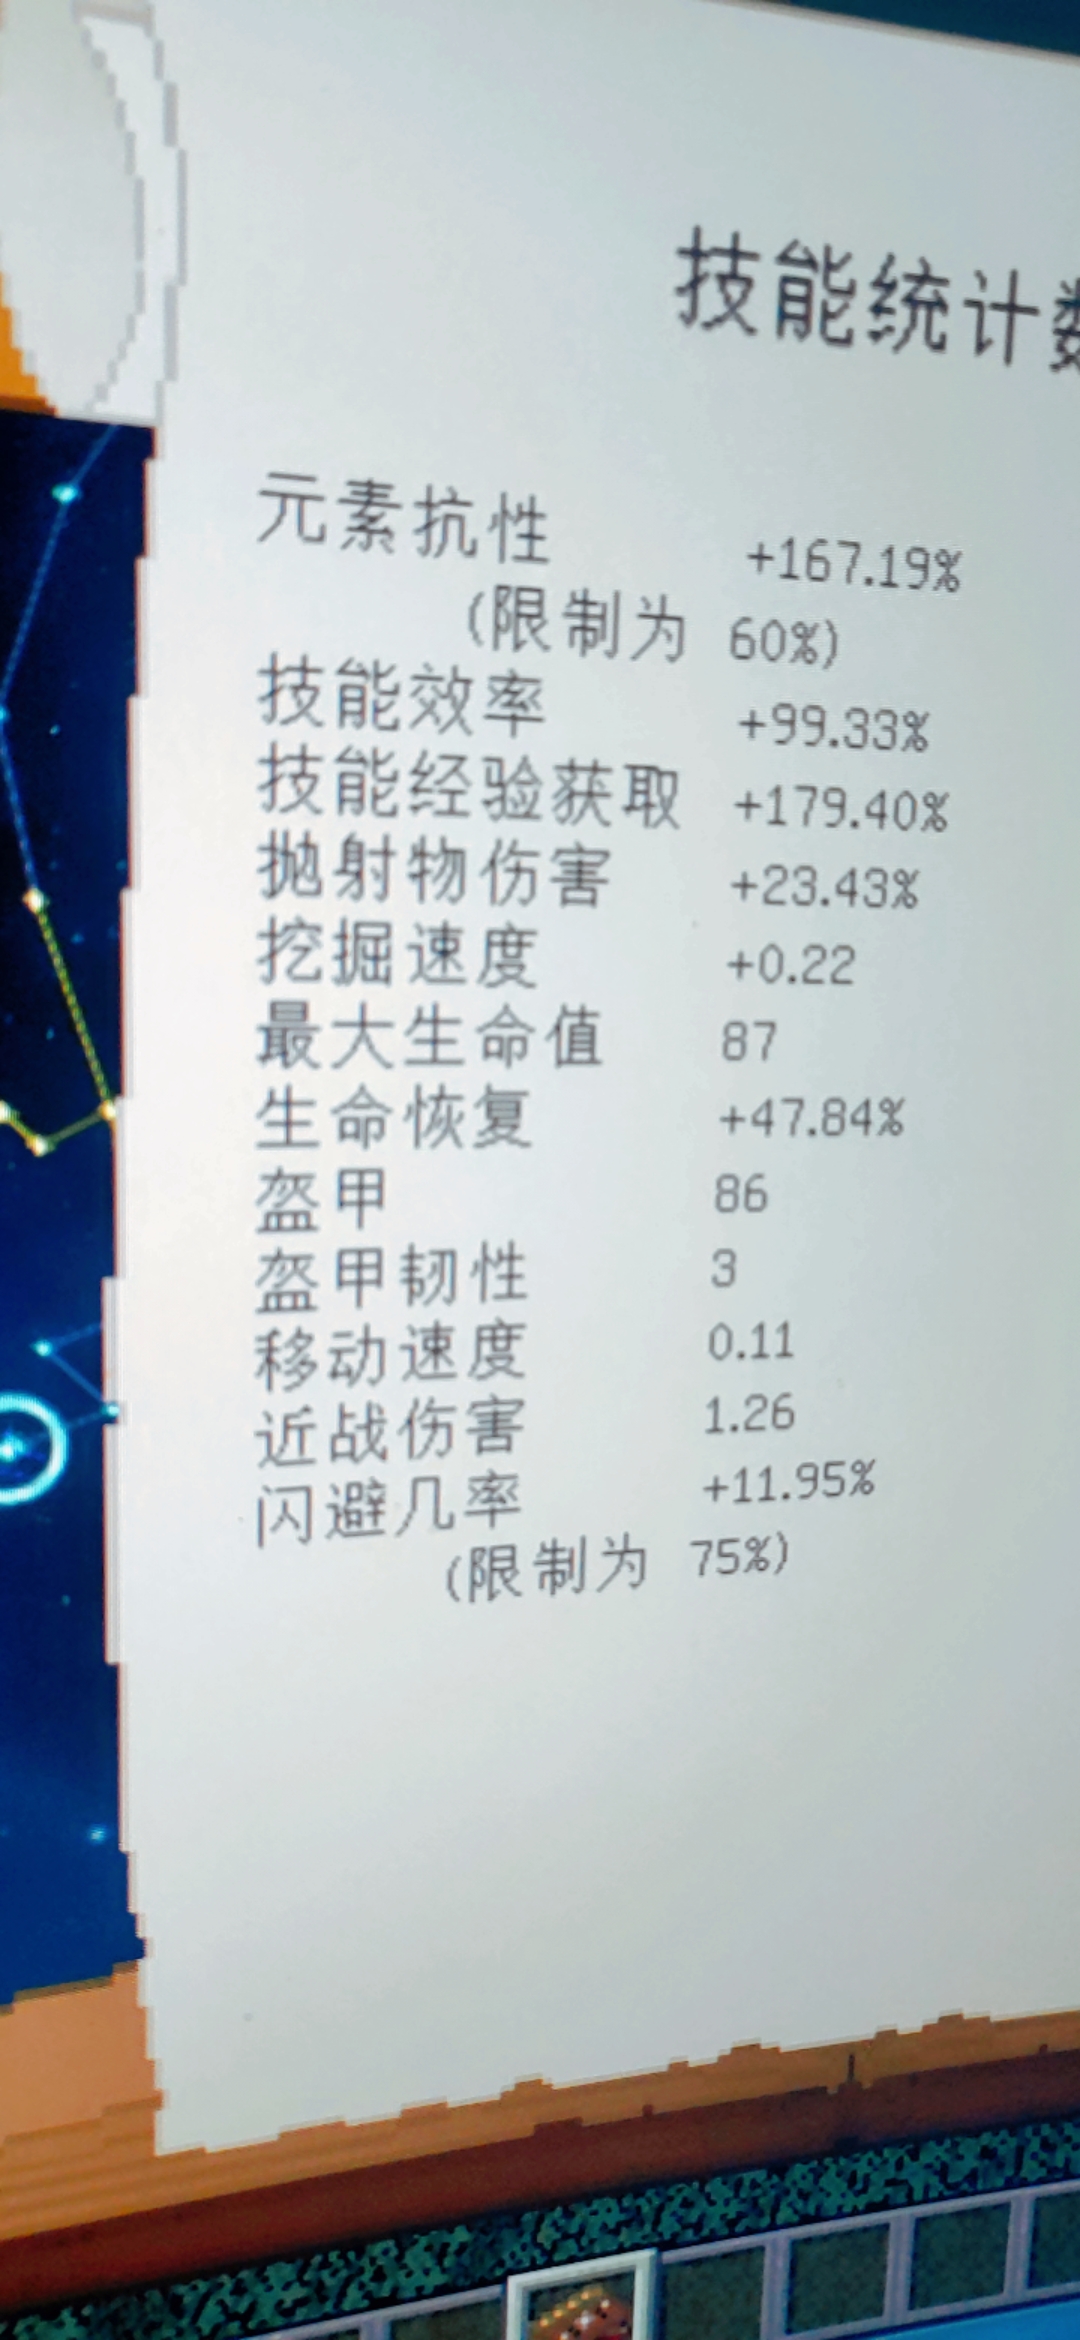 技能统计
元素抗性 +167.19%
(限制为 60%)
技能效率 +99.33%
技能经验获取 +179.40%
抛射物伤害 +23.43%
挖掘速度 +0.22
最大生命值 87
生命恢复 +47.84%
盔甲 86
盔甲韧性 3
移动速度 0.11
近战伤害 1.26
闪避几率 +11.95%
(限制为 75%)